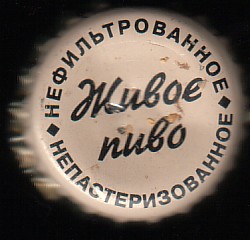 НЕФИЛЬТРОВАННОЕ
Живое
пиво
НЕПАСТЕРИЗОВАННОЕ